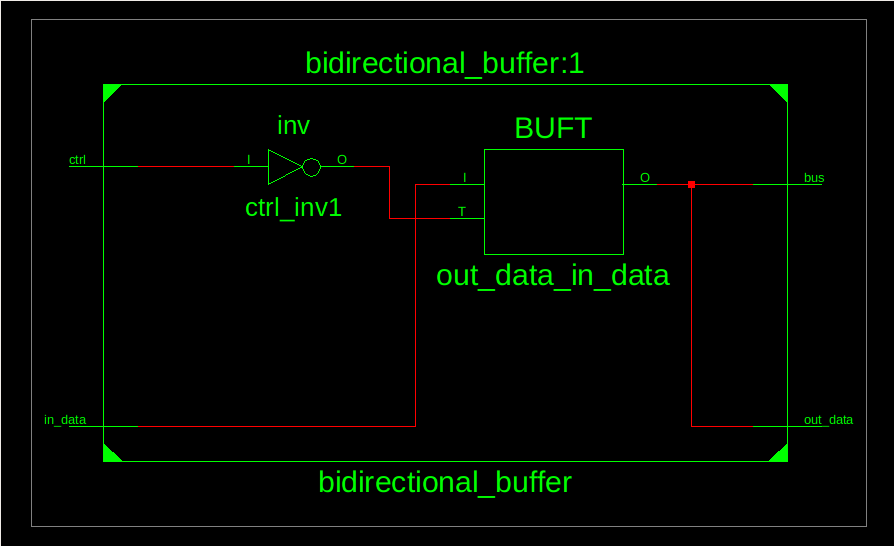 bidirectional_buffer:1
inv
BUFT
ctrl
I
O
I
O
bus
ctrl_inv1
T
out_data_in_data
in_data
out_data
bidirectional_buffer